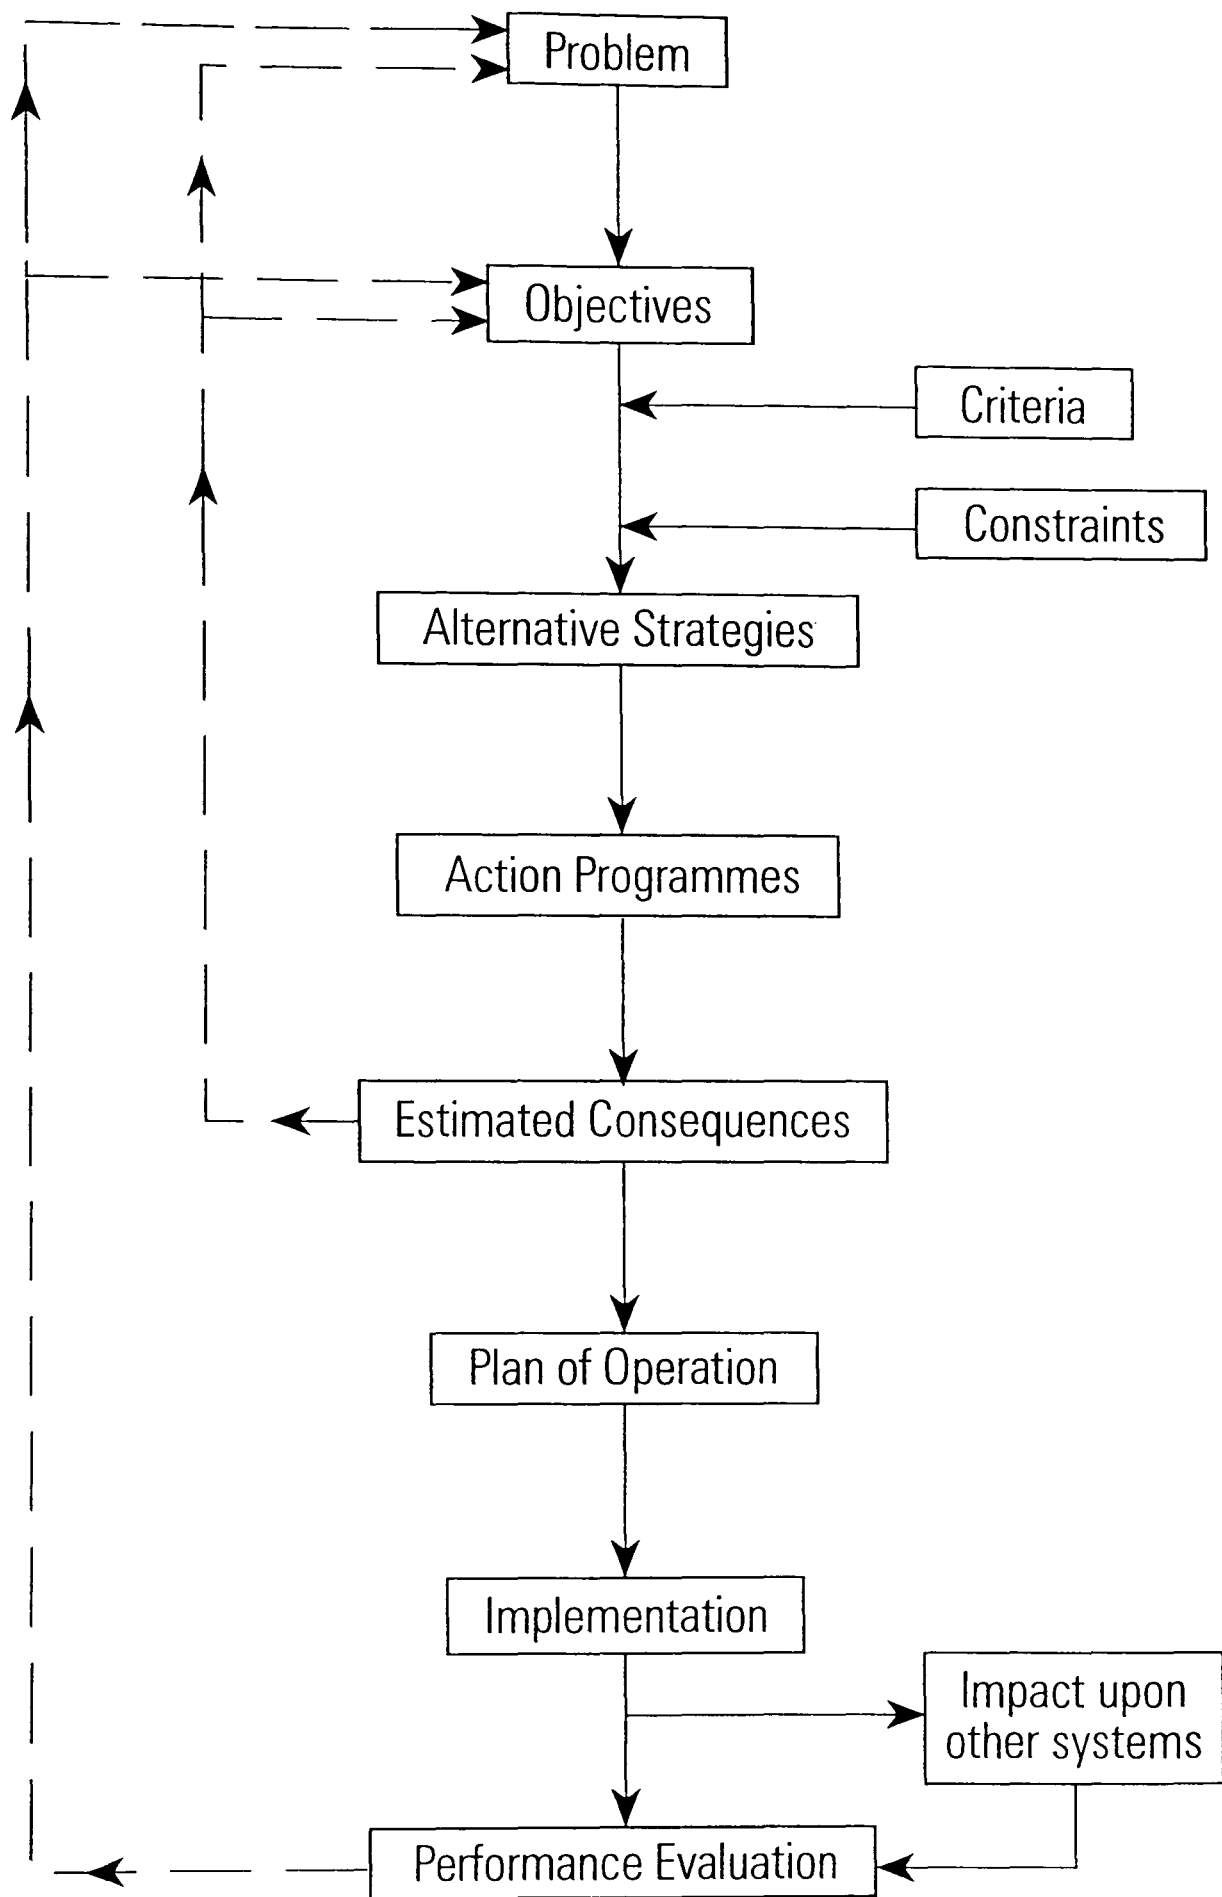 Problem
Objectives
Criteria
Constraints
Alternative Strategies
Action Programmes
Estimated Consequences
Plan of Operation
Implementation
Impact upon
other systems
Performance Evaluation